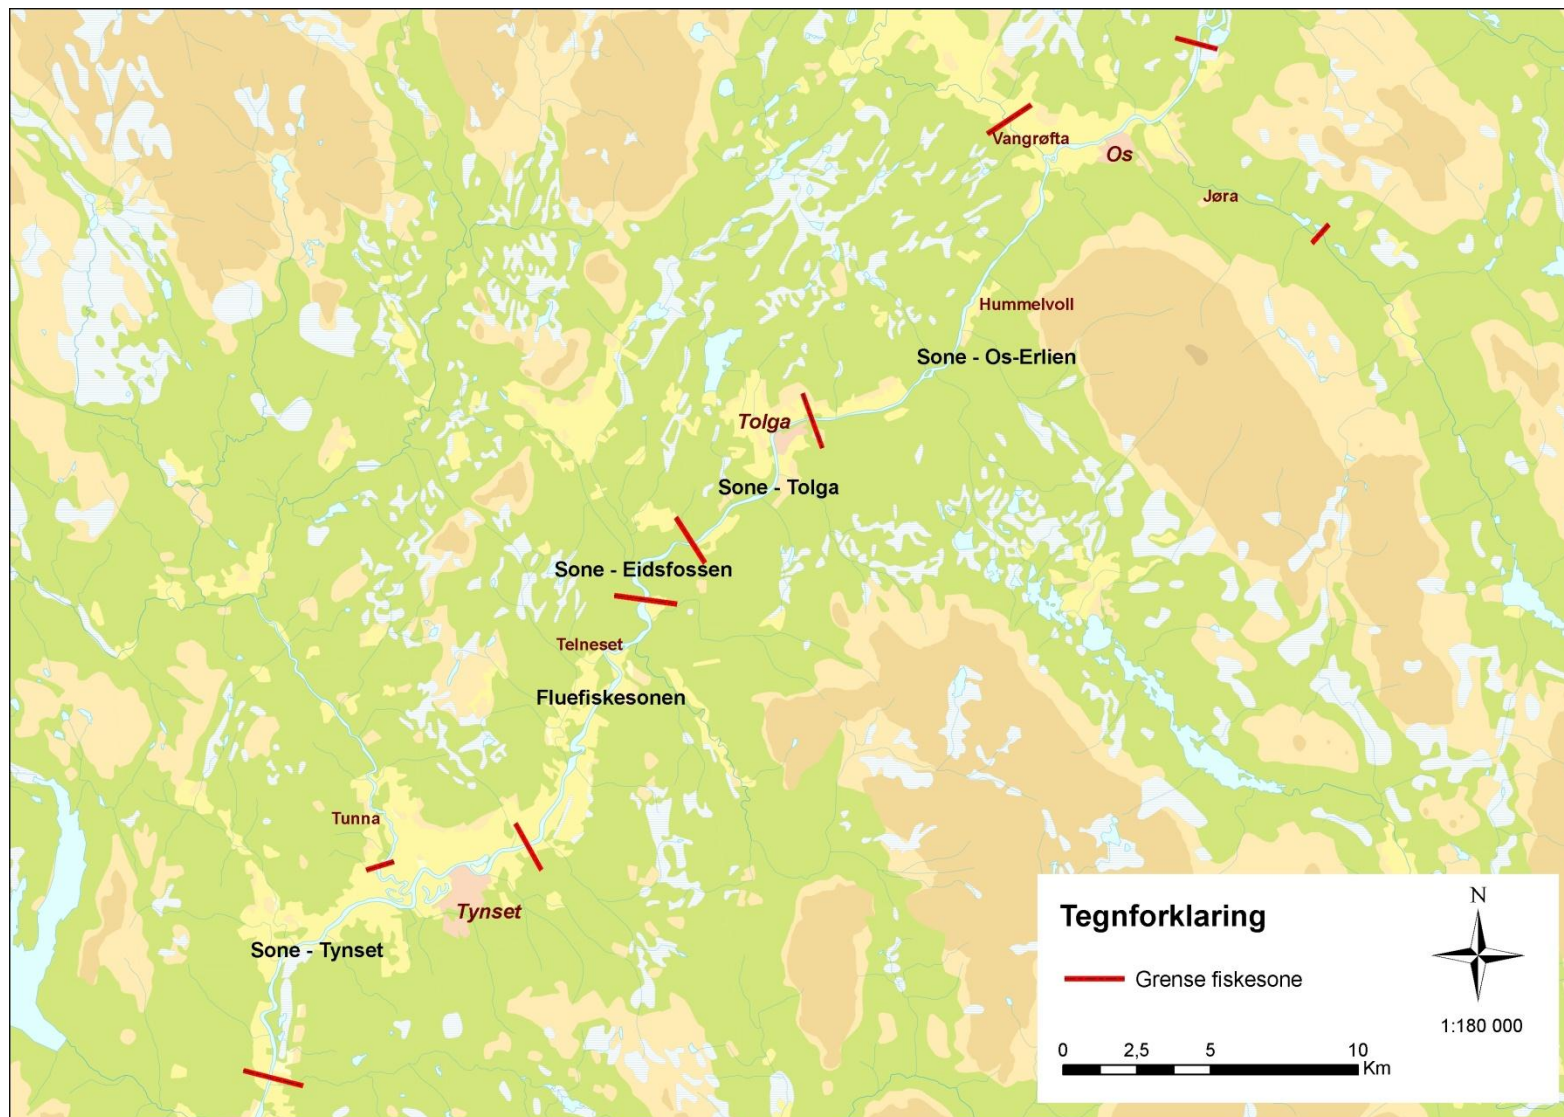 Vangrøfta
Os
Jøra
Hummelvoll
Sone - Os-Erlien
Tolga
Sone - Tolga
Sone - Eidsfossen
Telneset
Fluefiskesonen
Tunna
Tynset
Sone - Tynset
Tegnforklaring
N
Grense fiskesone
1:180 000
0 2,5 5 10
Km